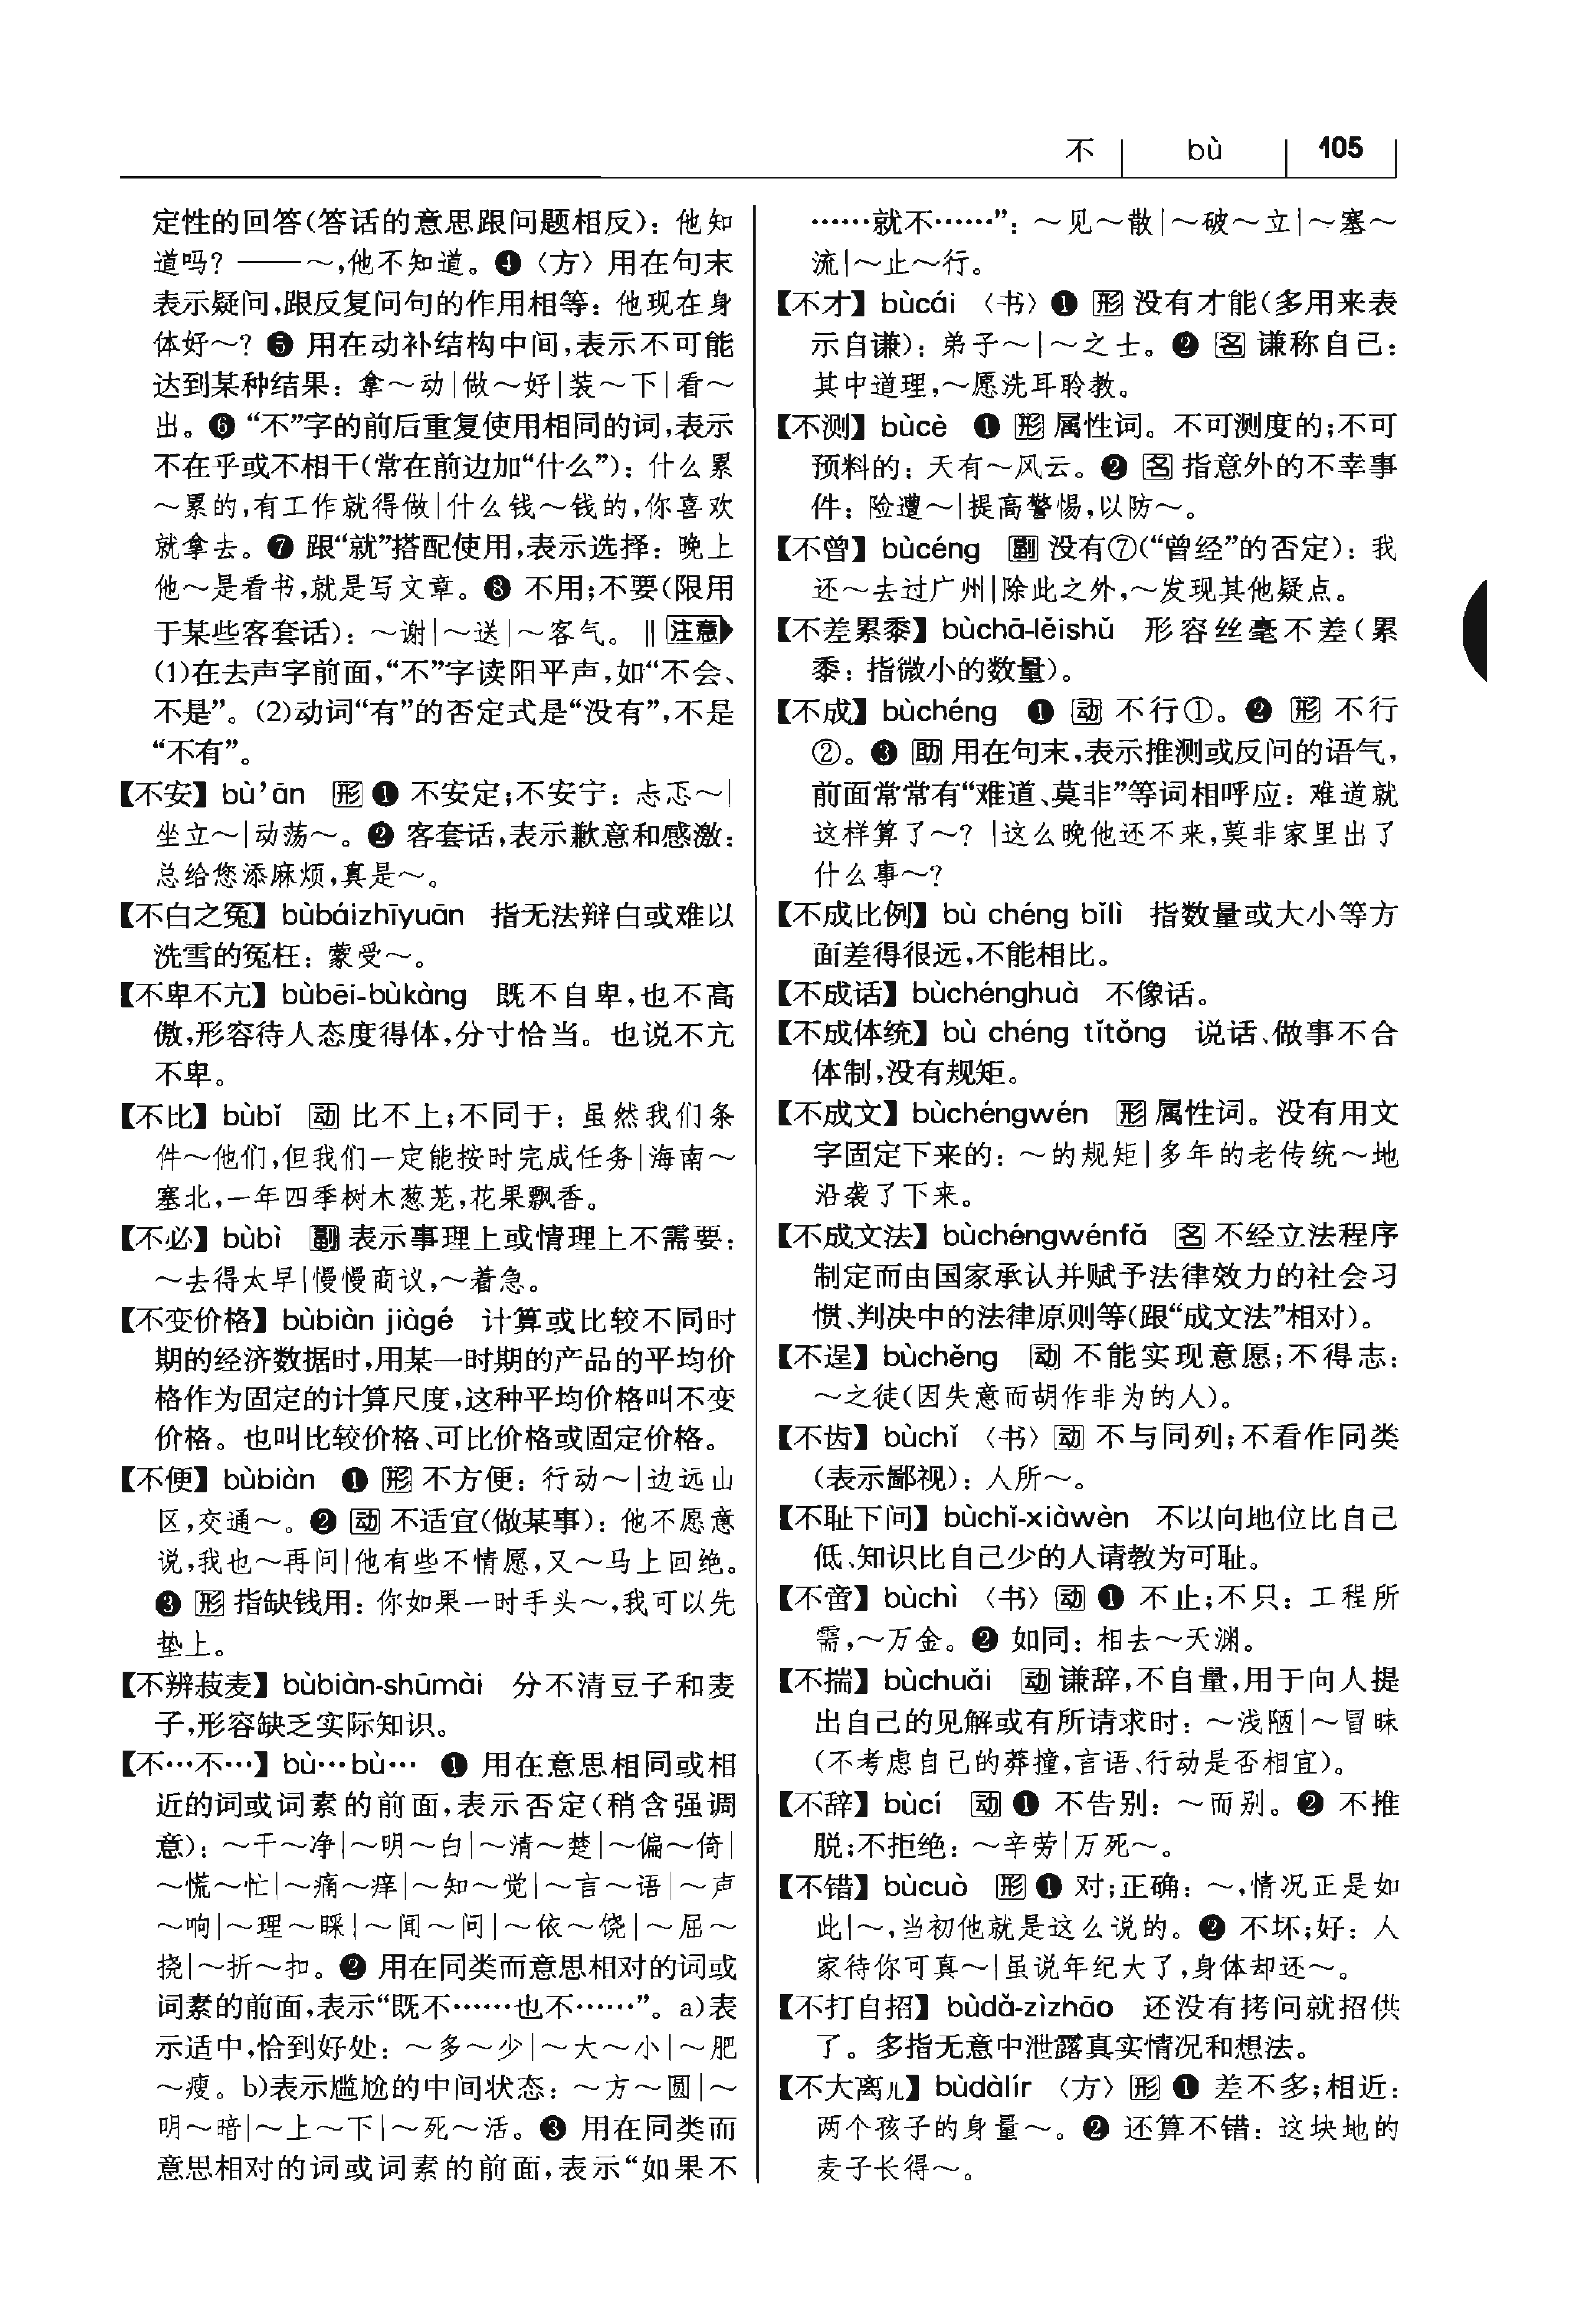 不 bù 105
定性的回答(答话的意思跟问题相反)：他知
道吗？——～,他不知道。❹〈方〉用在句末
表示疑问,跟反复问句的作用相等：他现在身
体好～？❺ 用在动补结构中间,表示不可能
达到某种结果：拿～动|做～好|装～下|看～
出。❻ “不”字的前后重复使用相同的词,表示
不在乎或不相干(常在前边加“什么”)：什么累
～累的,有工作就得做|什么钱～钱的,你喜欢
就拿去。❼ 跟“就”搭配使用,表示选择：晚上
他～是看书,就是写文章。❽ 不用;不要(限用
于某些客套话)：～谢|～送|～客气。‖注意
(1)在去声字前面,“不”字读阳平声,如“不会、
不是”。(2)动词“有”的否定式是“没有”,不是
“不有”。
【不安】bù’ān 形❶ 不安定;不安宁：忐忑～|
坐立～|动荡～。❷ 客套话,表示歉意和感激：
总给您添麻烦,真是～。
【不白之冤】bùbáizhīyuān 指无法辩白或难以
洗雪的冤枉：蒙受～。
【不卑不亢】bùbēi-bùkàng 既不自卑,也不高
傲,形容待人态度得体,分寸恰当。也说不亢
不卑。
【不比】bùbǐ 动 比不上;不同于：虽然我们条
件～他们,但我们一定能按时完成任务|海南～
塞北,一年四季树木葱茏,花果飘香。
【不必】bùbì 副 表示事理上或情理上不需要：
～去得太早|慢慢商议,～着急。
【不变价格】bùbiàn jiàgé 计算或比较不同时
期的经济数据时,用某一时期的产品的平均价
格作为固定的计算尺度,这种平均价格叫不变
价格。也叫比较价格、可比价格或固定价格。
【不便】bùbiàn ❶ 形 不方便：行动～|边远山
区,交通～。❷ 动 不适宜(做某事)：他不愿意
说,我也～再问|他有些不情愿,又～马上回绝。
❸ 形 指缺钱用：你如果一时手头～,我可以先
垫上。
【不辨菽麦】bùbiàn-shūmài 分不清豆子和麦
子,形容缺乏实际知识。
【不…不…】bù…bù… ❶ 用在意思相同或相
近的词或词素的前面,表示否定(稍含强调
意)：～干～净|～明～白|～清～楚|～偏～倚|
～慌～忙|～痛～痒|～知～觉|～言～语|～声
～响|～理～睬|～闻～问|～依～饶|～屈～
挠|～折～扣。❷ 用在同类而意思相对的词或
词素的前面,表示“既不……也不……”。a)表
示适中,恰到好处：～多～少|～大～小|～肥
～瘦。b)表示尴尬的中间状态：～方～圆|～
明～暗|～上～下|～死～活。❸ 用在同类而
意思相对的词或词素的前面,表示“如果不
……就不……”：～见～散|～破～立|～塞～
流|～止～行。
【不才】bùcái〈书〉❶ 形 没有才能(多用来表
示自谦)：弟子～|～之士。❷ 名 谦称自己：
其中道理,～愿洗耳聆教。
【不测】bùcè ❶ 形 属性词。不可测度的;不可
预料的：天有～风云。❷ 名 指意外的不幸事
件：险遭～|提高警惕,以防～。
【不曾】bùcéng 副 没有⑦(“曾经”的否定)：我
还～去过广州|除此之外,～发现其他疑点。
【不差累黍】bùchā-lěishǔ 形容丝毫不差(累
黍：指微小的数量)。
【不成】bùchéng ❶ 动 不行①。❷ 形 不行
②。❸ 助 用在句末,表示推测或反问的语气,
前面常常有“难道、莫非”等词相呼应：难道就
这样算了～？|这么晚他还不来,莫非家里出了
什么事～？
【不成比例】bù chéng bǐlì 指数量或大小等方
面差得很远,不能相比。
【不成话】bùchénghuà 不像话。
【不成体统】bù chéng tǐtǒng 说话、做事不合
体制,没有规矩。
【不成文】bùchéngwén 形 属性词。没有用文
字固定下来的：～的规矩|多年的老传统～地
沿袭了下来。
【不成文法】bùchéngwénfǎ 名 不经立法程序
制定而由国家承认并赋予法律效力的社会习
惯、判决中的法律原则等(跟“成文法”相对)。
【不逞】bùchěng 动 不能实现意愿;不得志：
～之徒(因失意而胡作非为的人)。
【不齿】bùchǐ〈书〉动 不与同列;不看作同类
(表示鄙视)：人所～。
【不耻下问】bùchǐ-xiàwèn 不以向地位比自己
低、知识比自己少的人请教为可耻。
【不啻】bùchì〈书〉动❶ 不止;不只：工程所
需,～万金。❷ 如同：相去～天渊。
【不揣】bùchuǎi 动 谦辞,不自量,用于向人提
出自己的见解或有所请求时：～浅陋|～冒昧
(不考虑自己的莽撞,言语、行动是否相宜)。
【不辞】bùcí 动❶ 不告别：～而别。❷ 不推
脱;不拒绝：～辛劳|万死～。
【不错】bùcuò 形❶ 对;正确：～,情况正是如
此|～,当初他就是这么说的。❷ 不坏;好：人
家待你可真～|虽说年纪大了,身体却还～。
【不打自招】bùdǎ-zìzhāo 还没有拷问就招供
了。多指无意中泄露真实情况和想法。
【不大离儿】bùdàlír〈方〉形❶ 差不多;相近：
两个孩子的身量～。❷ 还算不错：这块地的
麦子长得～。